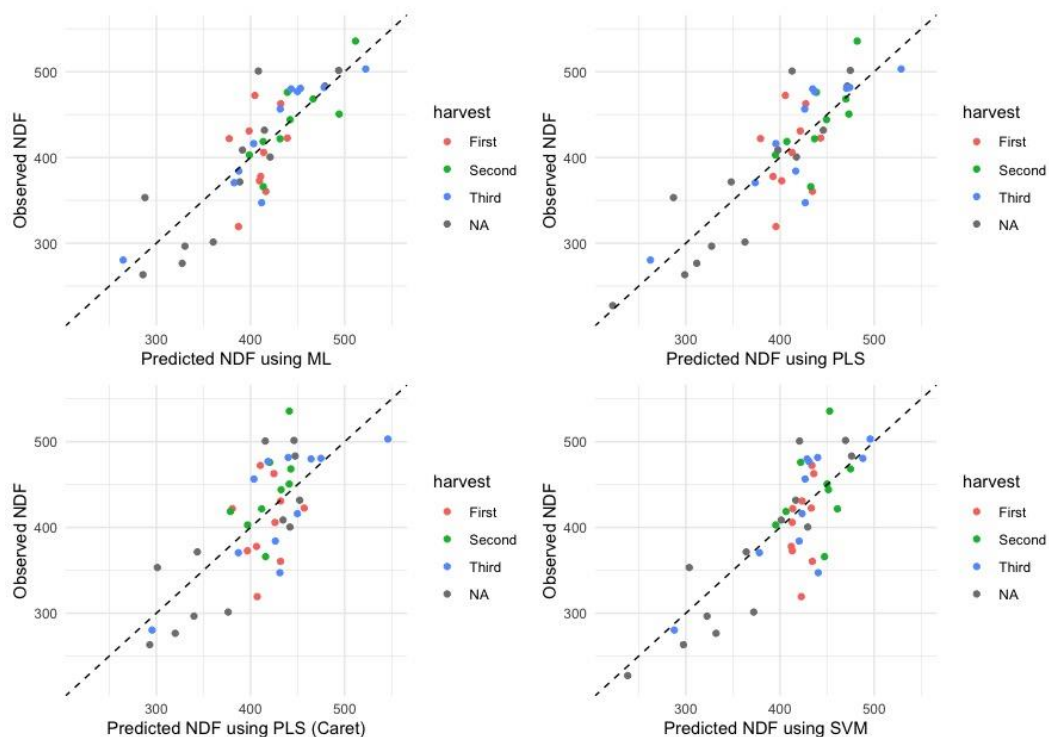 500
400
300
Observed NDF
300 400 500
Predicted NDF using ML
harvest
First
Second
Third
NA
500
400
300
Observed NDF
300 400 500
Predicted NDF using PLS
harvest
First
Second
Third
NA
500
400
300
Observed NDF
300 400 500
Predicted NDF using PLS (Caret)
harvest
First
Second
Third
NA
500
400
300
Observed NDF
300 400 500
Predicted NDF using SVM
harvest
First
Second
Third
NA